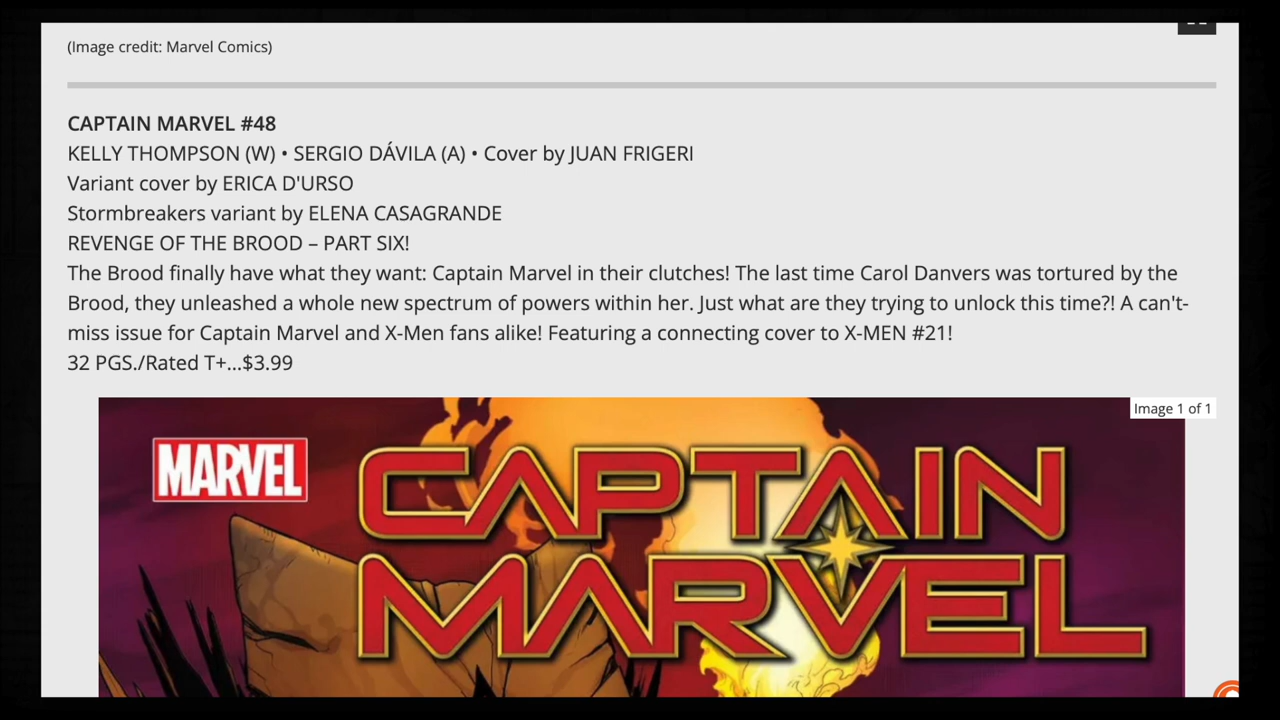 (Image credit: Marvel Comics)
CAPTAIN MARVEL #48
KELLY THOMPSON (W) • SERGIO DÁVILA (A) • Cover by JUAN FRIGERI
Variant cover by ERICA D'URSO
Stormbreakers variant by ELENA CASAGRANDE
REVENGE OF THE BROOD – PART SIX!
The Brood finally have what they want: Captain Marvel in their clutches! The last time Carol Danvers was tortured by the
Brood, they unleashed a whole new spectrum of powers within her. Just what are they trying to unlock this time?! A can't-
miss issue for Captain Marvel and X-Men fans alike! Featuring a connecting cover to X-MEN #21!
32 PGS./Rated T+...$3.99
Image 1 of 1
MARVEL
CAPTAIN
MARVEL